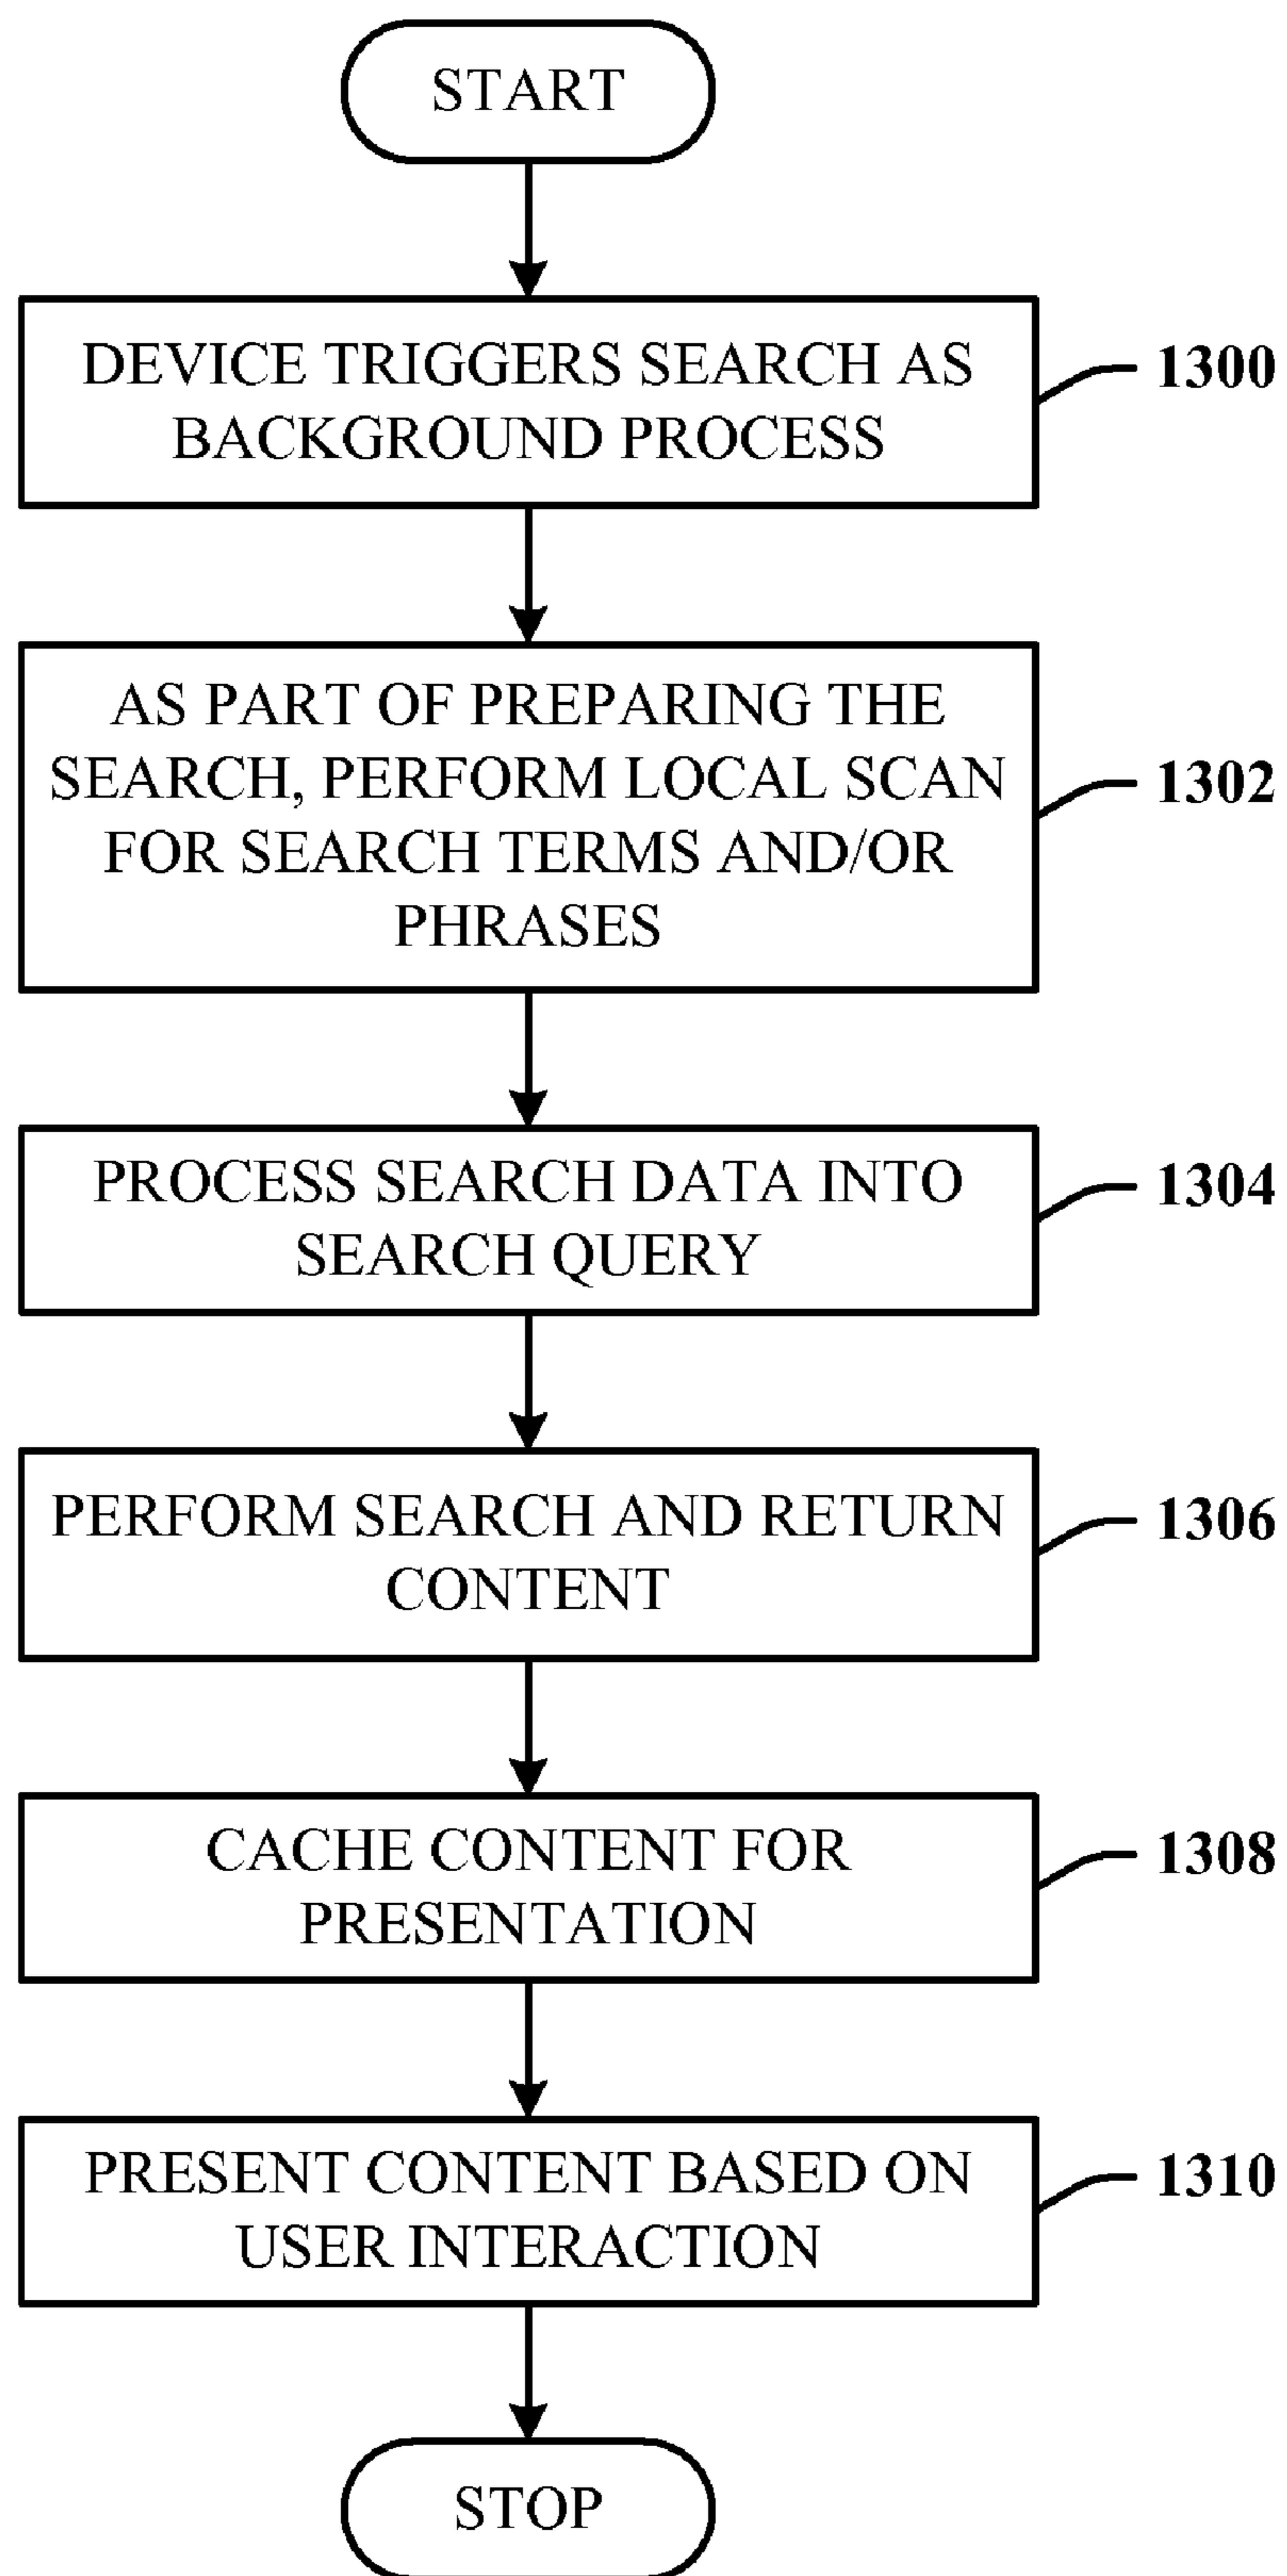 START
DEVICE TRIGGERS SEARCH AS
BACKGROUND PROCESS
1300
AS PART OF PREPARING THE
SEARCH, PERFORM LOCAL SCAN
FOR SEARCH TERMS AND/OR
PHRASES
1302
PROCESS SEARCH DATA INTO
SEARCH QUERY
1304
PERFORM SEARCH AND RETURN
CONTENT
1306
CACHE CONTENT FOR
PRESENTATION
1308
PRESENT CONTENT BASED ON
USER INTERACTION
1310
STOP